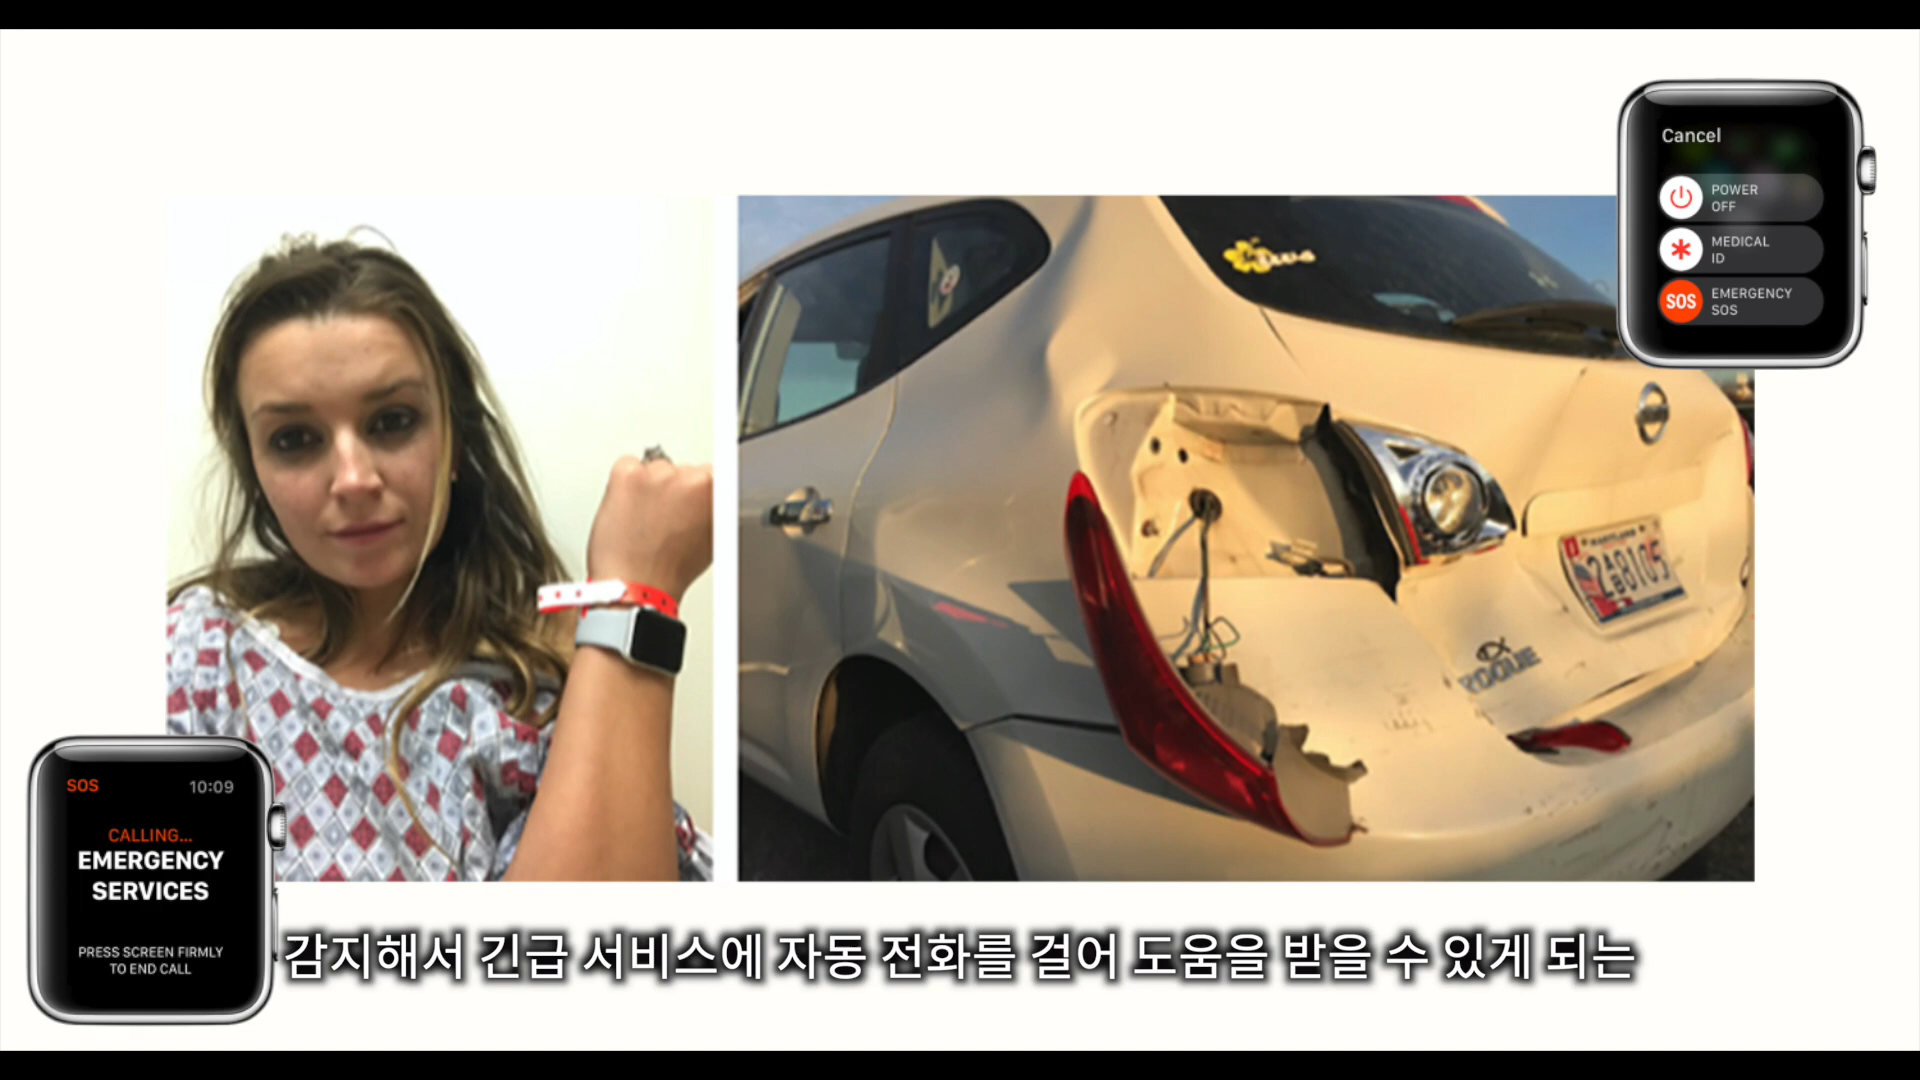 Cancel
POWER
OFF
MEDICAL
ID
SOS
EMERGENCY
SOS
ROGUE
SOS 10:09
CALLING...
EMERGENCY
SERVICES
PRESS SCREEN FIRMLY
TO END CALL
감지해서 긴급 서비스에 자동 전화를 걸어 도움을 받을 수 있게 되는